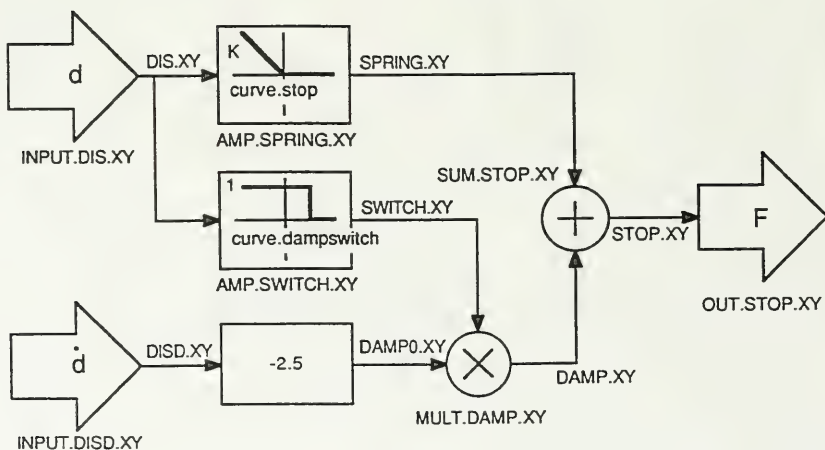 d
DIS.XY
K
curve.stop
SPRING.XY
INPUT.DIS.XY
AMP.SPRING.XY
1
curve.dampswitch
SWITCH.XY
AMP.SWITCH.XY
SUM.STOP.XY
+
STOP.XY
F
OUT.STOP.XY
ḋ
DISD.XY
-2.5
DAMP0.XY
×
DAMP.XY
MULT.DAMP.XY
INPUT.DISD.XY